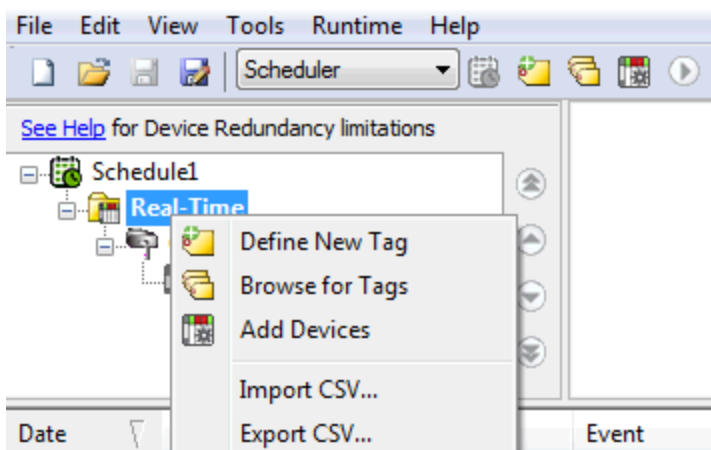 File Edit View Tools Runtime Help
Scheduler
See Help for Device Redundancy limitations
Schedule1
Real-Time
Define New Tag
Browse for Tags
Add Devices
Import CSV...
Export CSV...
Date Event